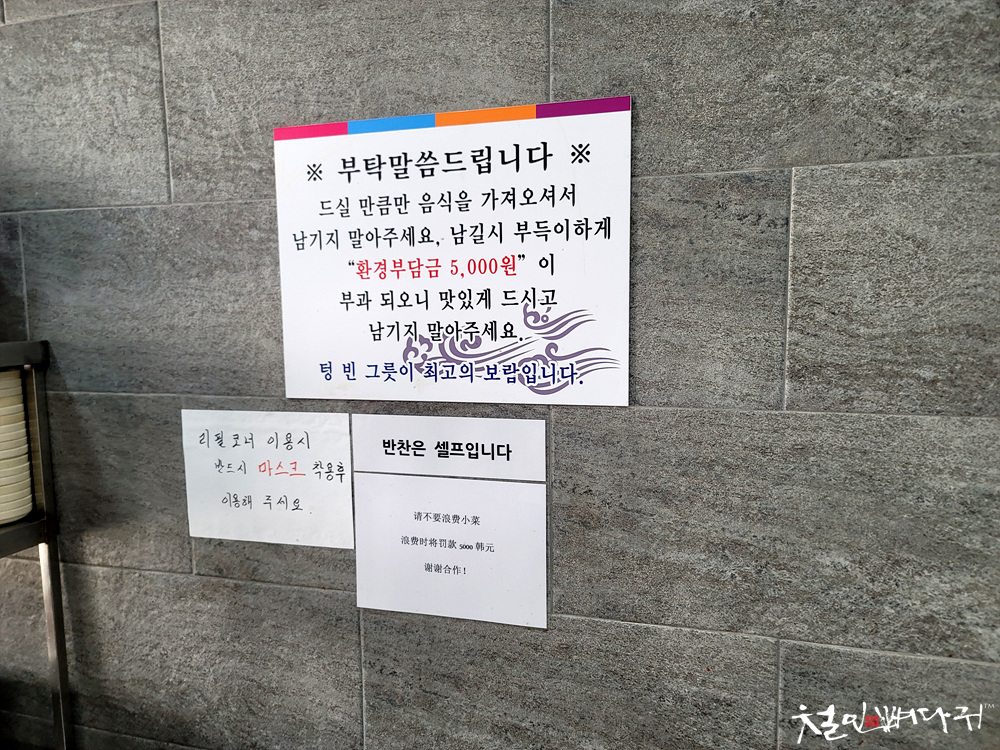 ※ 부탁말씀드립니다 ※
드실 만큼만 음식을 가져오셔서
남기지 말아주세요, 남길시 부득이하게
“환경부담금 5,000원” 이
부과 되오니 맛있게 드시고
남기지 말아주세요.
텅 빈 그릇이 최고의 보람입니다.
리필코너 이용시
반드시 마스크 착용후
이용해 주세요
반찬은 셀프입니다
请不要浪费小菜
浪费时将罚款 5000 韩元
谢谢合作！